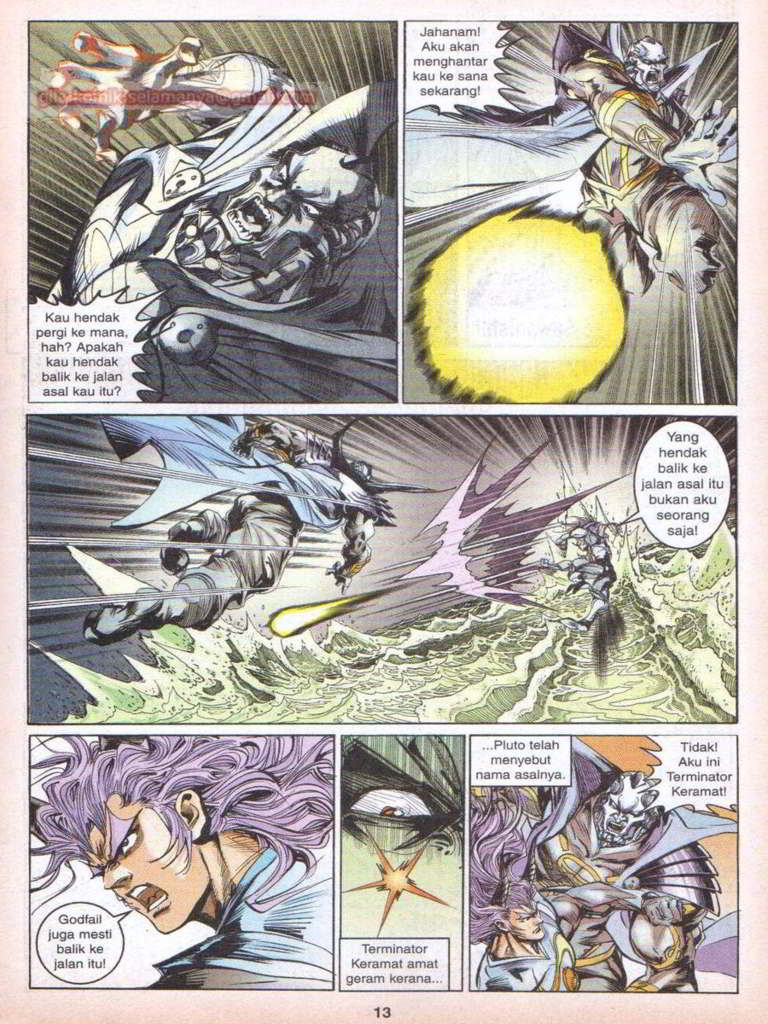 Kau hendak
pergi ke mana,
hah? Apakah
kau hendak
balik ke jalan
asal kau itu?
Jahanam!
Aku akan
menghantar
kau ke sana
sekarang!
Yang
hendak
balik ke
jalan asal itu
bukan aku
seorang
saja!
Godfail
juga mesti
balik ke
jalan itu!
Terminator
Keramat amat
geram kerana...
...Pluto telah
menyebut
nama asalnya.
Tidak!
Aku ini
Terminator
Keramat!
13